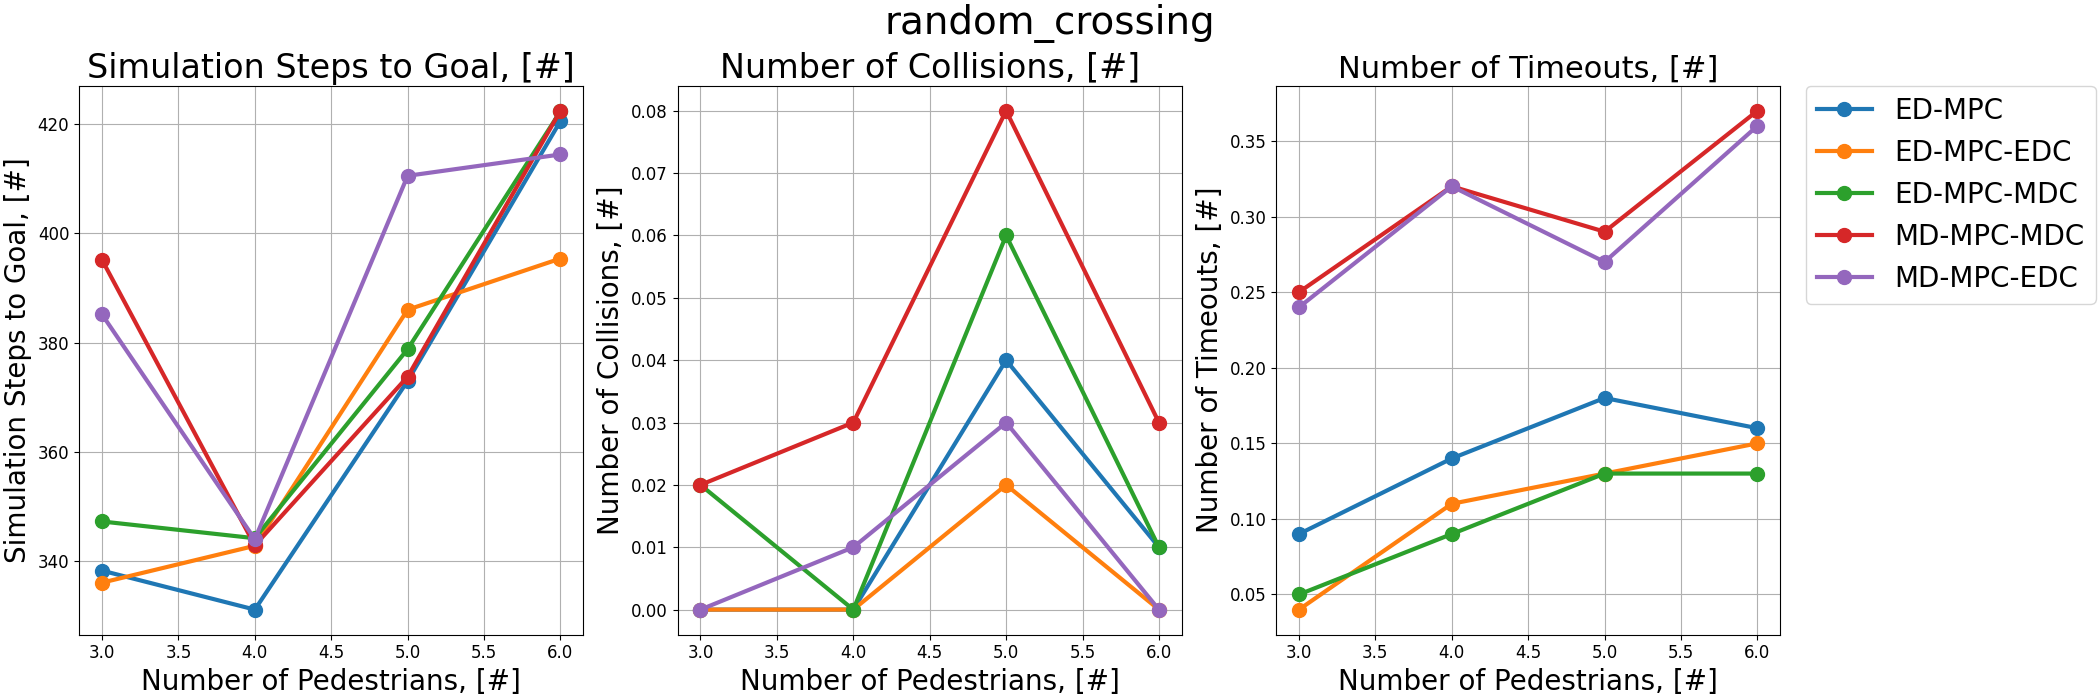 random_crossing
Simulation Steps to Goal, [#]
Simulation Steps to Goal, [#]
420
400
380
360
340
3.0 3.5 4.0 4.5 5.0 5.5 6.0
Number of Pedestrians, [#]
Number of Collisions, [#]
Number of Collisions, [#]
0.08
0.07
0.06
0.05
0.04
0.03
0.02
0.01
0.00
3.0 3.5 4.0 4.5 5.0 5.5 6.0
Number of Pedestrians, [#]
Number of Timeouts, [#]
Number of Timeouts, [#]
0.35
0.30
0.25
0.20
0.15
0.10
0.05
3.0 3.5 4.0 4.5 5.0 5.5 6.0
Number of Pedestrians, [#]
ED-MPC
ED-MPC-EDC
ED-MPC-MDC
MD-MPC-MDC
MD-MPC-EDC